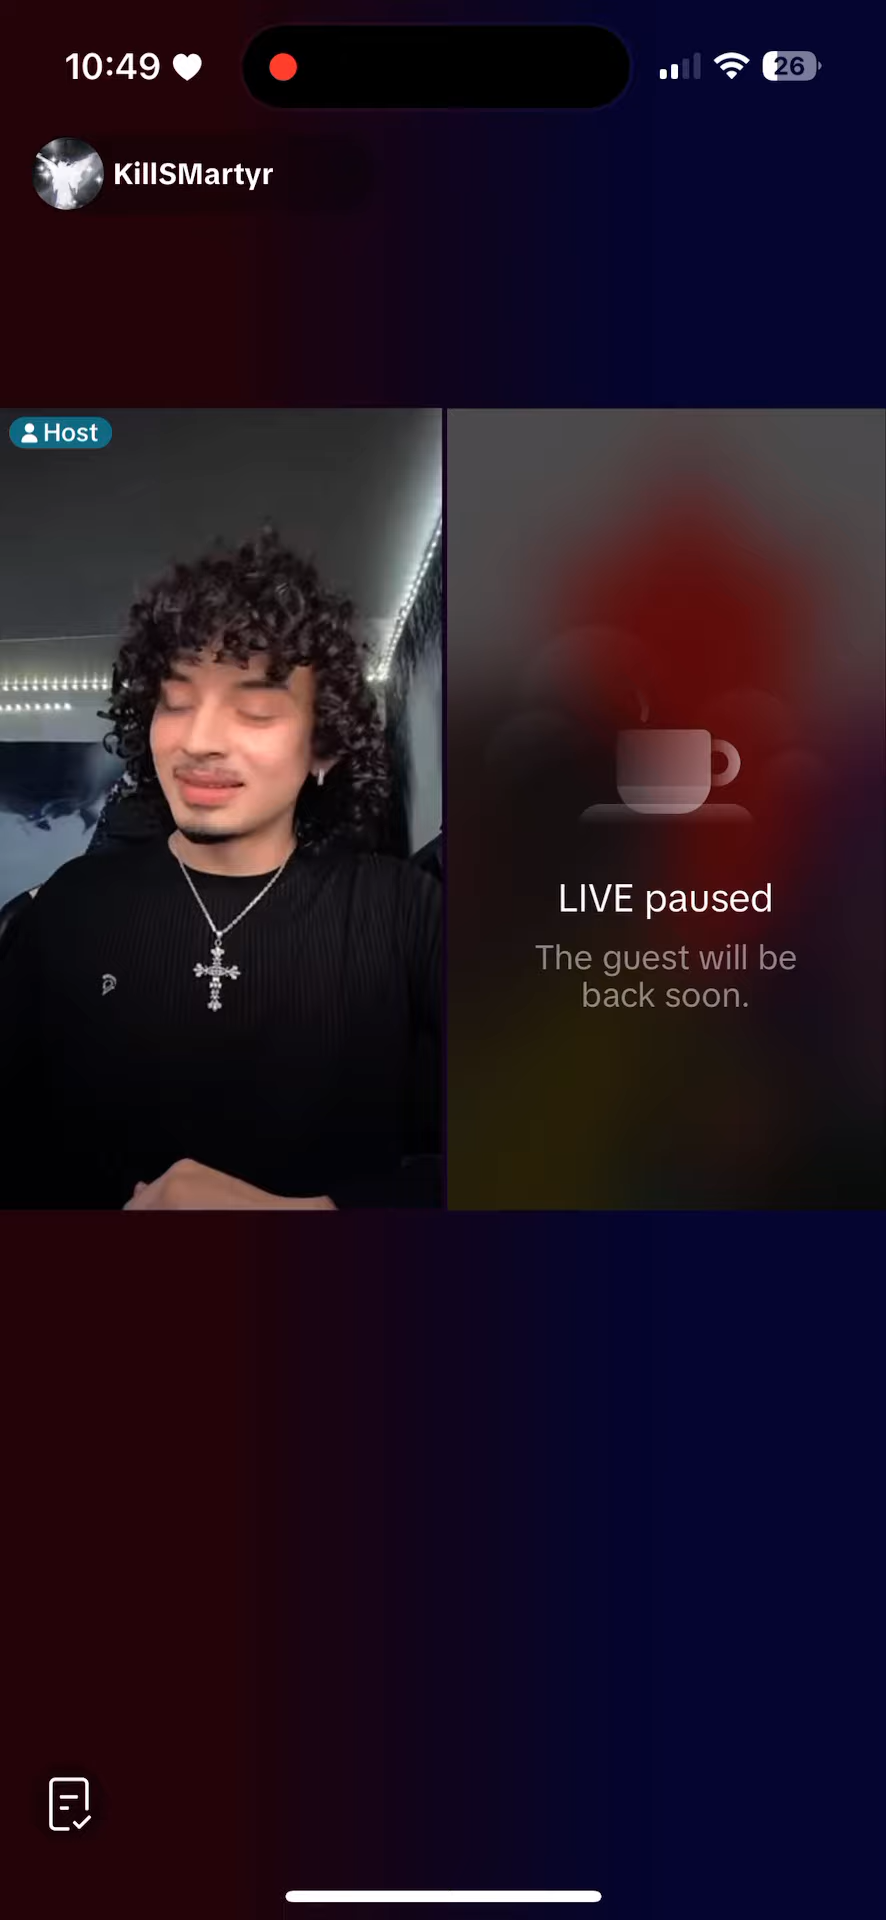 10:49
26
KillSMartyr
Host
LIVE paused
The guest will be
back soon.